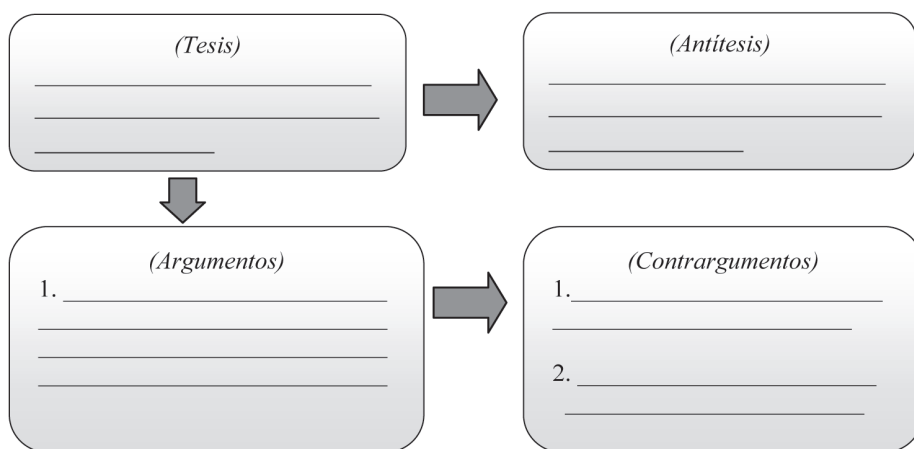 (Tesis)
(Antítesis)
(Argumentos)
1.
(Contrargumentos)
1.
2.